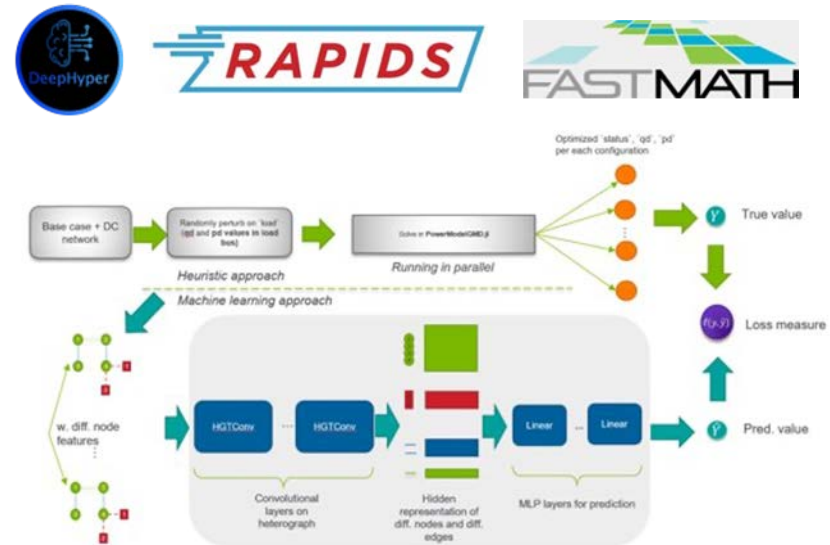 DeepHyper
RAPIDS
FASTMATH
Optimized `status`, `qd`, `pd`
per each configuration
Base case + DC
network
Randomly perturb on `load`
(qd and pd values in load
bus)
Solve in PowerModelGMD.jl
Running in parallel
Y
True value
Heuristic approach
Machine learning approach
Loss measure
w. diff. node
features
HGTConv
...
HGTConv
Linear
...
Linear
Ŷ
Pred. value
Convolutional
layers on
heterograph
Hidden
representation of
diff. nodes and diff.
edges
MLP layers for prediction